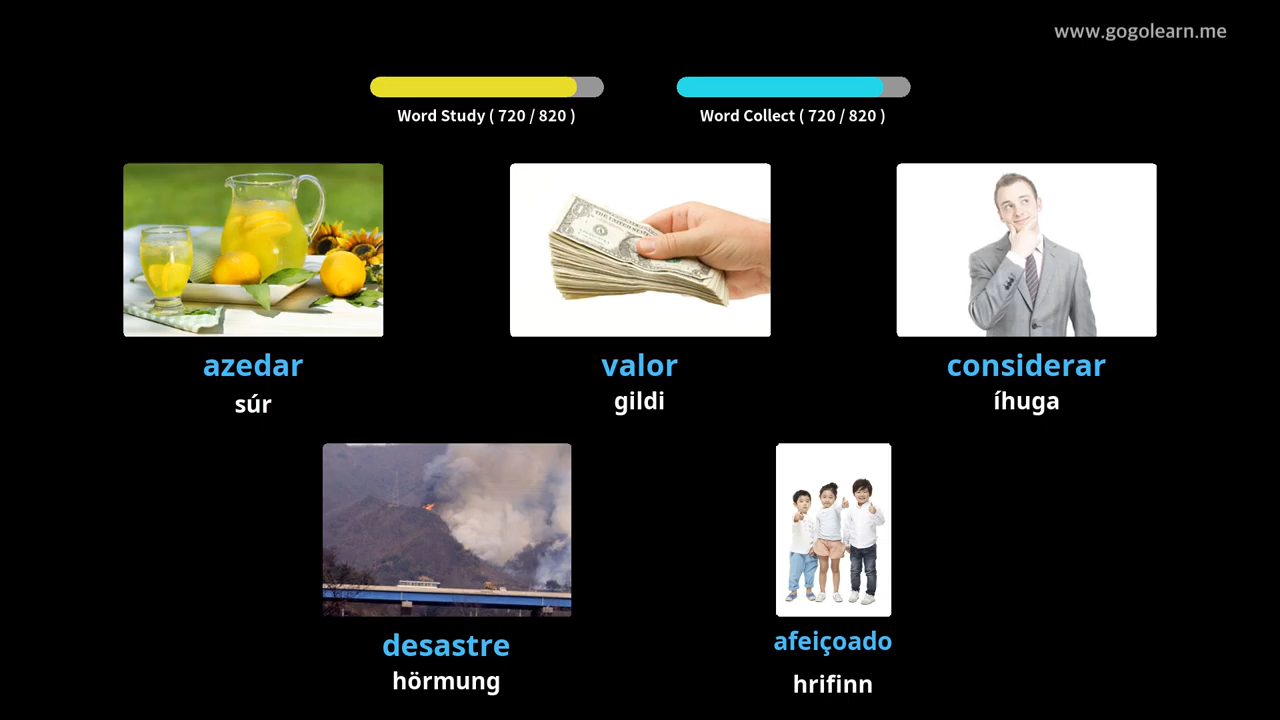 www.gogolearn.me
Word Study ( 720 / 820 )
Word Collect ( 720 / 820 )
azedar
súr
valor
gildi
considerar
íhuga
desastre
hörmung
afeiçoado
hrifinn